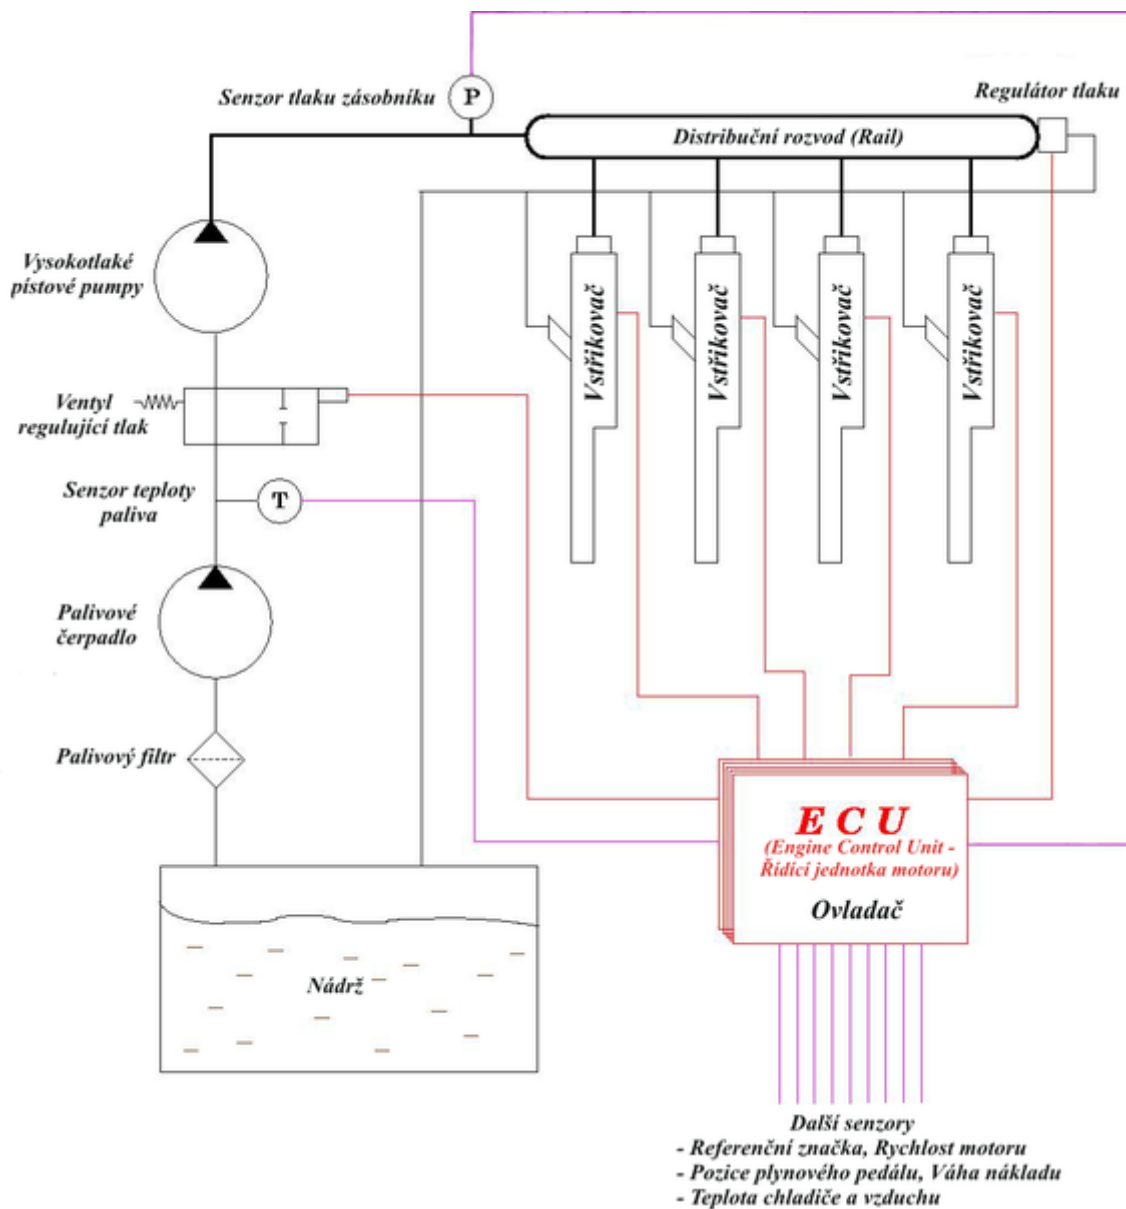 Senzor tlaku zásobníku
P
Regulátor tlaku
Distribuční rozvod (Rail)
Vysokotlaké
pístové pumpy
Vstřikovač
Vstřikovač
Vstřikovač
Vstřikovač
Ventyl
regulující tlak
Senzor teploty
paliva
T
Palivové
čerpadlo
Palivový filtr
E C U
(Engine Control Unit -
Řídící jednotka motoru)
Ovladač
Nádrž
Další senzory
- Referenční značka, Rychlost motoru
- Pozice plynového pedálu, Váha nákladu
- Teplota chladiče a vzduchu